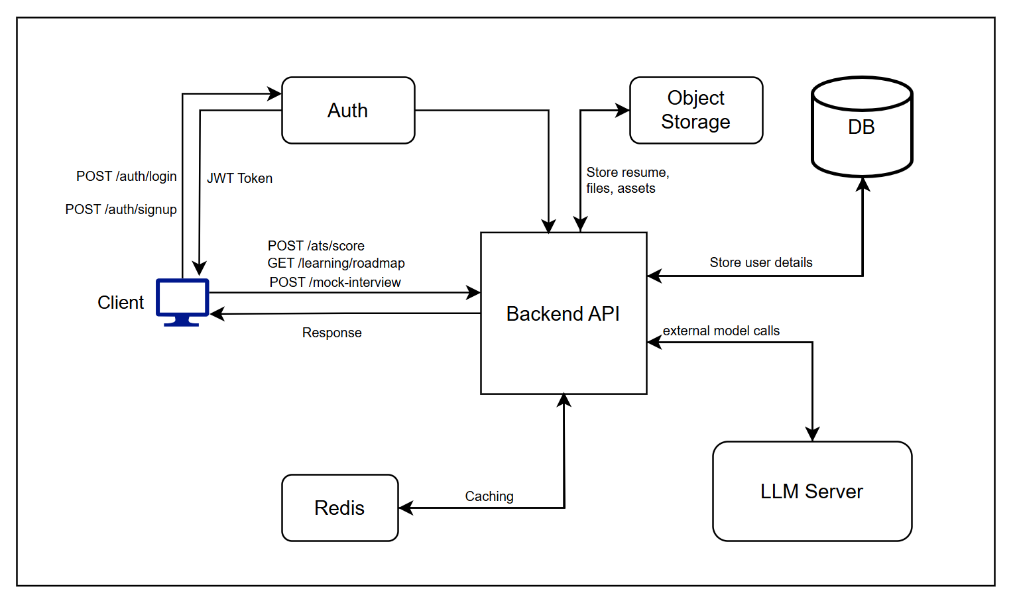 Auth
Object
Storage
DB
POST /auth/login
JWT Token
POST /auth/signup
Store resume,
files, assets
POST /ats/score
GET /learning/roadmap
POST /mock-interview
Client
Response
Backend API
Store user details
external model calls
Redis
Caching
LLM Server